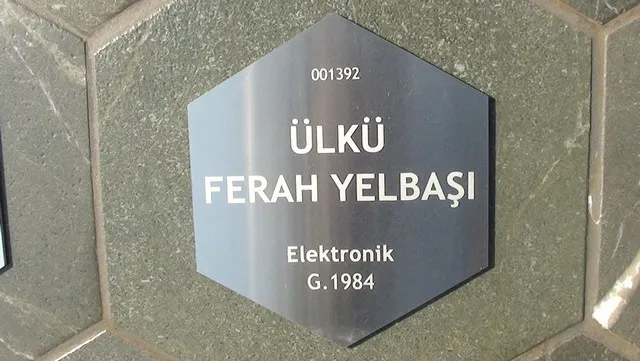 001392
ÜLKÜ
FERAH YELBAŞI
Elektronik
G.1984